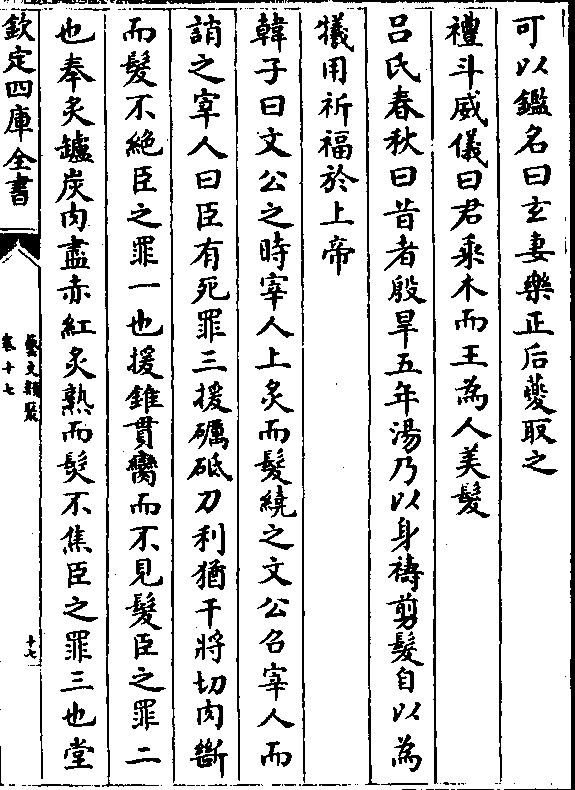 可以鑑名曰玄妻樂正后夔取之
禮斗威儀曰君乘木而王為人美髮
呂氏春秋曰昔者殷旱五年湯乃以身禱剪髮自以為
犧用祈福於上帝
韓子曰文公之時宰人上炙而髮繞之文公召宰人而
誚之宰人曰臣有死罪三援礪砥刀利猶干將切肉斷
而髮不絶臣之罪一也援錐貫臠而不見髮臣之罪二
也奉炙鑪炭肉盡赤紅炙熟而髮不焦臣之罪三也堂
欽定四庫全書
藝文類聚
卷十七
十七